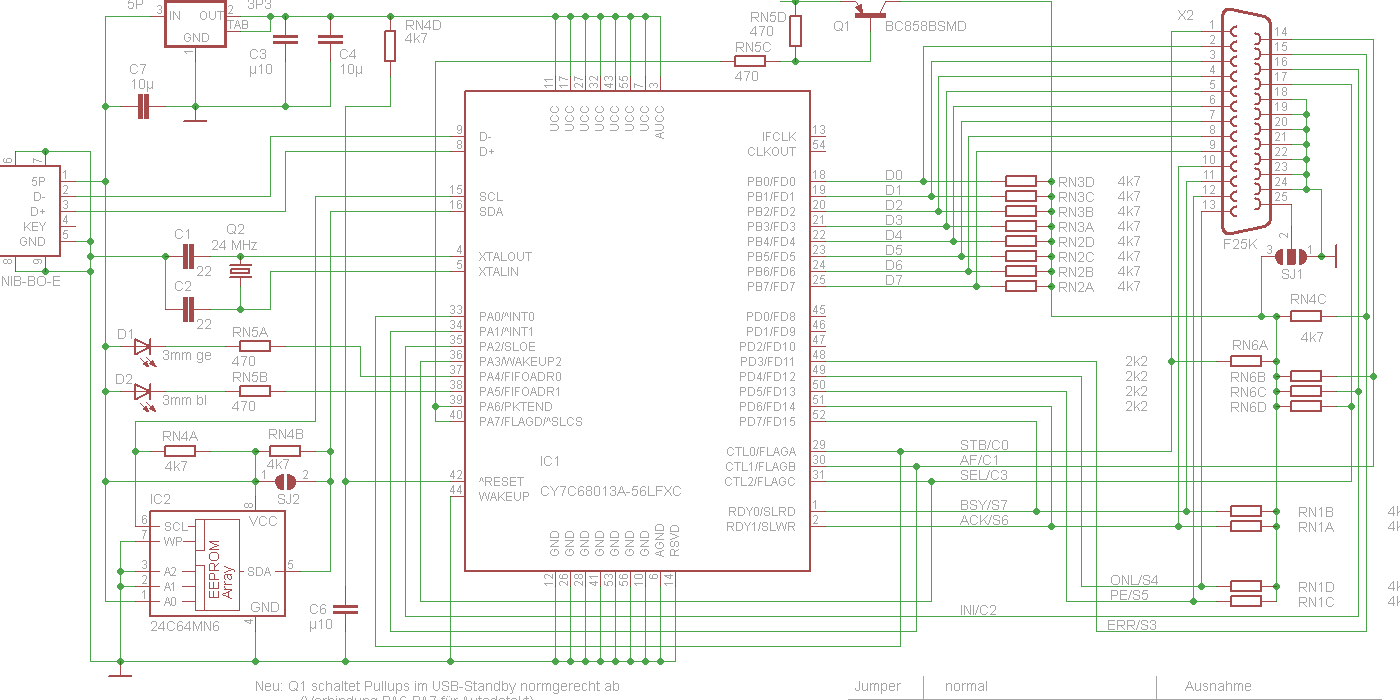 5P
3P3
3
IN
OUT
2
TAB
GND
1
C3
µ10
C4
10µ
RN4D
4k7
C7
10µ
RN5D
470
RN5C
470
Q1
BC858BSMD
X2
1
2
3
4
5
6
7
8
9
10
11
12
13
14
15
16
17
18
19
20
21
22
23
24
25
F25K
2
3
1
SJ1
11
17
27
32
43
55
7
3
UCC
UCC
UCC
UCC
UCC
UCC
UCC
AUCC
6
7
5P 1
D- 2
D+ 3
KEY 4
GND 5
8
9
NIB-BO-E
C1
22
C2
22
Q2
24 MHz
D1
3mm ge
RN5A
470
D2
3mm bl
RN5B
470
9 D-
8 D+
15 SCL
16 SDA
4 XTALOUT
5 XTALIN
33 PA0/^INT0
34 PA1/^INT1
35 PA2/SLOE
36 PA3/WAKEUP2
37 PA4/FIFOADR0
38 PA5/FIFOADR1
39 PA6/PKTEND
40 PA7/FLAGD/^SLCS
42 ^RESET
44 WAKEUP
IC1
CY7C68013A-56LFXC
IFCLK 13
CLKOUT 54
PB0/FD0 18 D0
PB1/FD1 19 D1
PB2/FD2 20 D2
PB3/FD3 21 D3
PB4/FD4 22 D4
PB5/FD5 23 D5
PB6/FD6 24 D6
PB7/FD7 25 D7
PD0/FD8 45
PD1/FD9 46
PD2/FD10 47
PD3/FD11 48
PD4/FD12 49
PD5/FD13 50
PD6/FD14 51
PD7/FD15 52
CTL0/FLAGA 29 STB/C0
CTL1/FLAGB 30 AF/C1
CTL2/FLAGC 31 SEL/C3
RDY0/SLRD 1 BSY/S7
RDY1/SLWR 2 ACK/S6
RN3D 4k7
RN3C 4k7
RN3B 4k7
RN3A 4k7
RN2D 4k7
RN2C 4k7
RN2B 4k7
RN2A 4k7
RN4C
4k7
2k2 RN6A
2k2 RN6B
2k2 RN6C
2k2 RN6D
RN1B 4k
RN1A 4k
ONL/S4 RN1D 4k
PE/S5 RN1C 4k
INI/C2
ERR/S3
GND
GND
GND
GND
GND
GND
GND
AGND
RSVD
12
26
28
41
53
56
10
6
14
RN4A
4k7
RN4B
4k7
1
2
SJ2
IC2
8
VCC
6 SCL
7 WP
3 A2
2 A1
1 A0
EEPROM
Array
SDA 5
GND
4
24C64MN6
C6
µ10
Neu: Q1 schaltet Pullups im USB-Standby normgerecht ab
Jumper normal Ausnahme